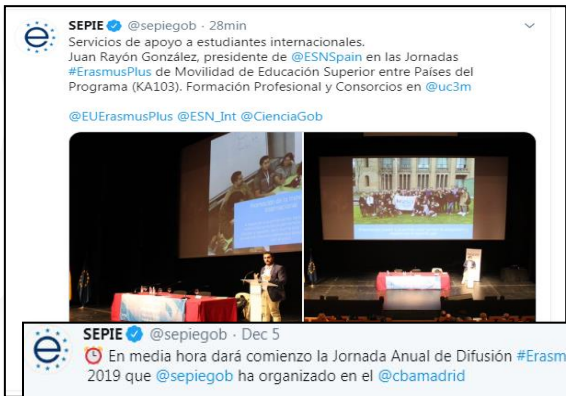 SEPIE @sepiegob · 28min
Servicios de apoyo a estudiantes internacionales.
Juan Rayón González, presidente de @ESNSpain en las Jornadas
#ErasmusPlus de Movilidad de Educación Superior entre Países del
Programa (KA103). Formación Profesional y Consorcios en @uc3m
@EUErasmusPlus @ESN_Int @CienciaGob
SEPIE @sepiegob · Dec 5
En media hora dará comienzo la Jornada Anual de Difusión #Erasm
2019 que @sepiegob ha organizado en el @cbamadrid